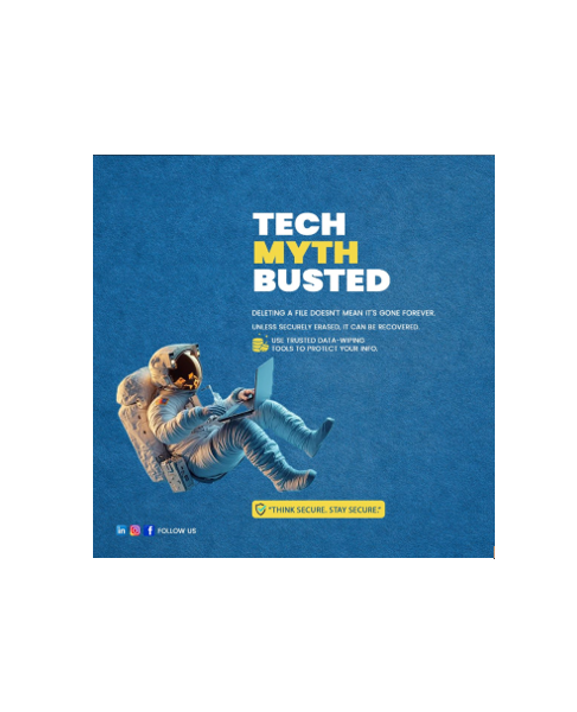 TECH
MYTH
BUSTED
DELETING A FILE DOESN'T MEAN IT'S GONE FOREVER.
UNLESS SECURELY ERASED, IT CAN BE RECOVERED.
USE TRUSTED DATA-WIPING
TOOLS TO PROTECT YOUR INFO.
"THINK SECURE. STAY SECURE."
in f FOLLOW US